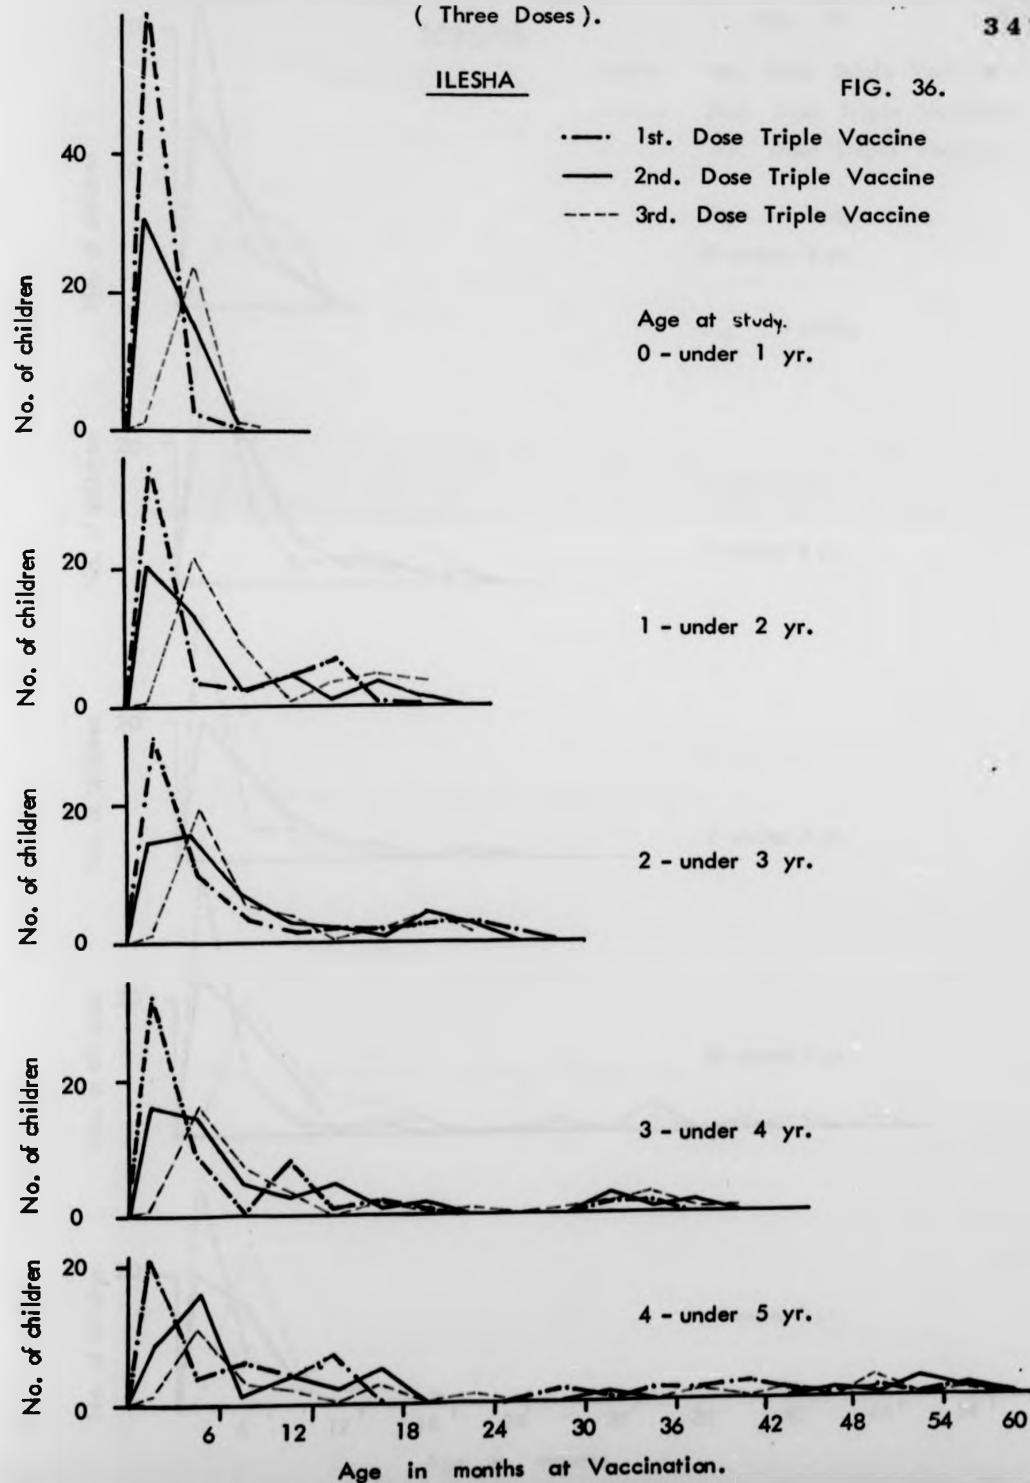 ( Three Doses ).
34
ILESHA
FIG. 36.
1st. Dose Triple Vaccine
2nd. Dose Triple Vaccine
3rd. Dose Triple Vaccine
No. of children
40
20
0
Age at study.
0 - under 1 yr.
No. of children
20
0
1 - under 2 yr.
No. of children
20
0
2 - under 3 yr.
No. of children
20
0
3 - under 4 yr.
No. of children
20
0
4 - under 5 yr.
6 12 18 24 30 36 42 48 54 60
Age in months at Vaccination.